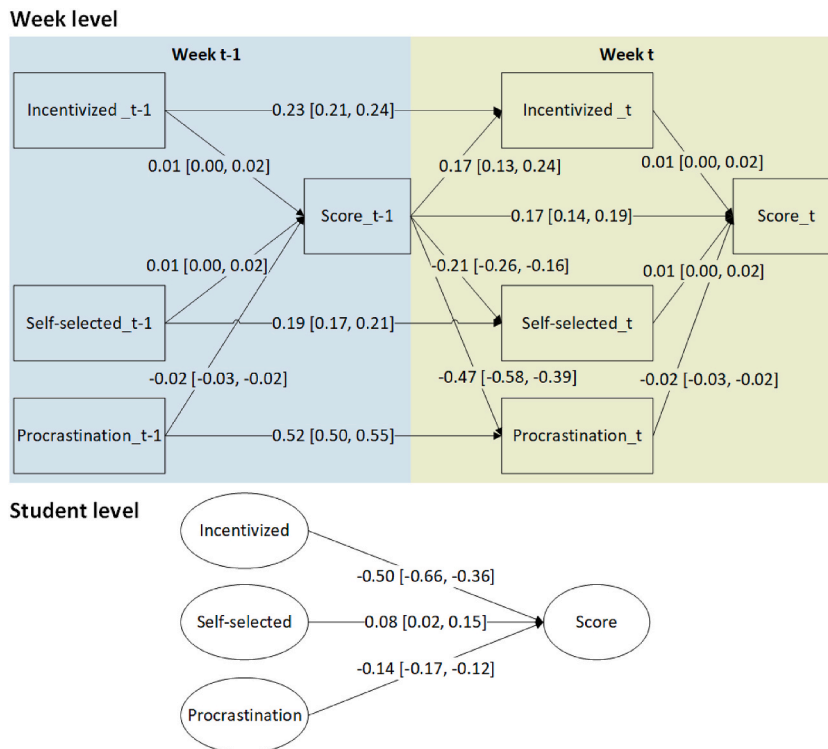 Week level
Week t-1
Week t
Incentivized _t-1
0.23 [0.21, 0.24]
Incentivized _t
0.01 [0.00, 0.02]
0.17 [0.13, 0.24]
0.01 [0.00, 0.02]
Score_t-1
0.17 [0.14, 0.19]
Score_t
0.01 [0.00, 0.02]
-0.21 [-0.26, -0.16]
0.01 [0.00, 0.02]
Self-selected_t-1
0.19 [0.17, 0.21]
Self-selected_t
-0.02 [-0.03, -0.02]
-0.47 [-0.58, -0.39]
-0.02 [-0.03, -0.02]
Procrastination_t-1
0.52 [0.50, 0.55]
Procrastination_t
Student level
Incentivized
-0.50 [-0.66, -0.36]
Self-selected
0.08 [0.02, 0.15]
Score
-0.14 [-0.17, -0.12]
Procrastination